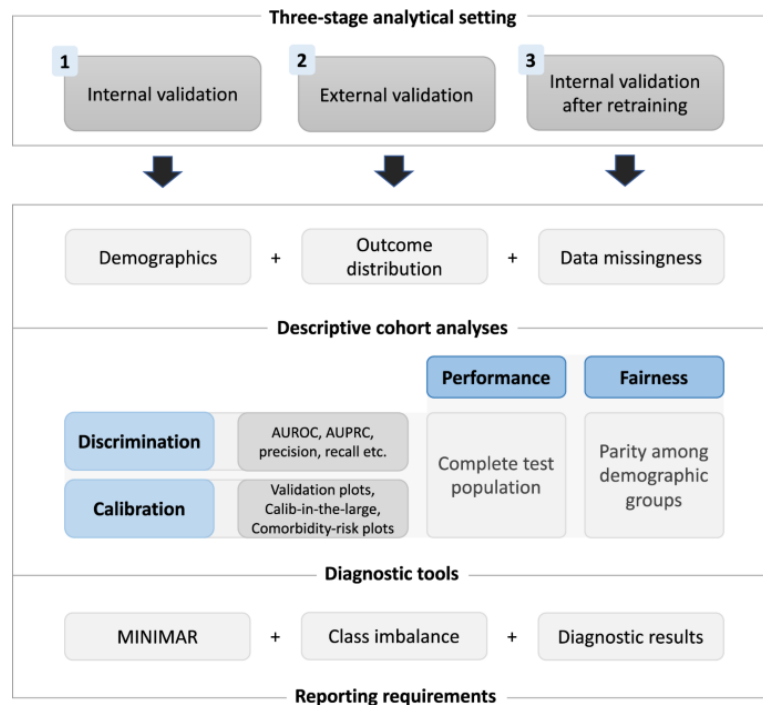 Three-stage analytical setting
1
Internal validation
2
External validation
3
Internal validation
after retraining
Demographics
+
Outcome
distribution
+
Data missingness
Descriptive cohort analyses
Performance
Fairness
Discrimination
AUROC, AUPRC,
precision, recall etc.
Complete test
population
Parity among
demographic
groups
Calibration
Validation plots,
Calib-in-the-large,
Comorbidity-risk plots
Diagnostic tools
MINIMAR
+
Class imbalance
+
Diagnostic results
Reporting requirements